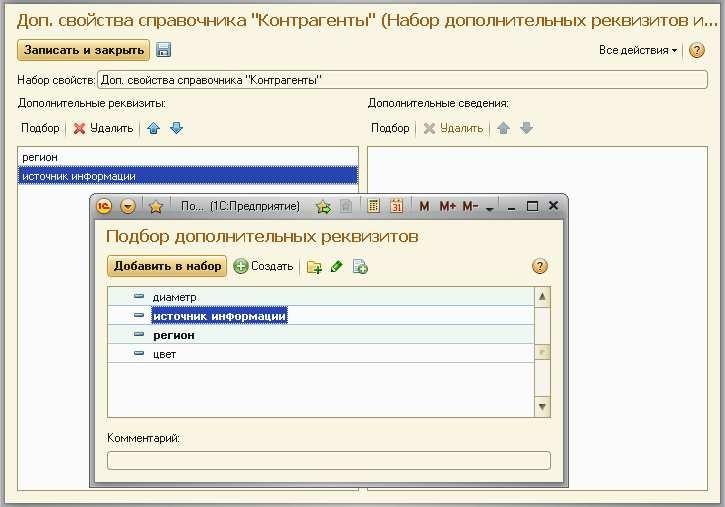 Доп. свойства справочника "Контрагенты" (Набор дополнительных реквизитов и...
Записать и закрыть Все действия
Набор свойств: Доп. свойства справочника "Контрагенты"
Дополнительные реквизиты: Дополнительные сведения:
Подбор Удалить Подбор Удалить
регион
источник информации
По... (1С:Предприятие) 31 M M+ M-
Подбор дополнительных реквизитов
Добавить в набор Создать
диаметр
источник информации
регион
цвет
Комментарий: